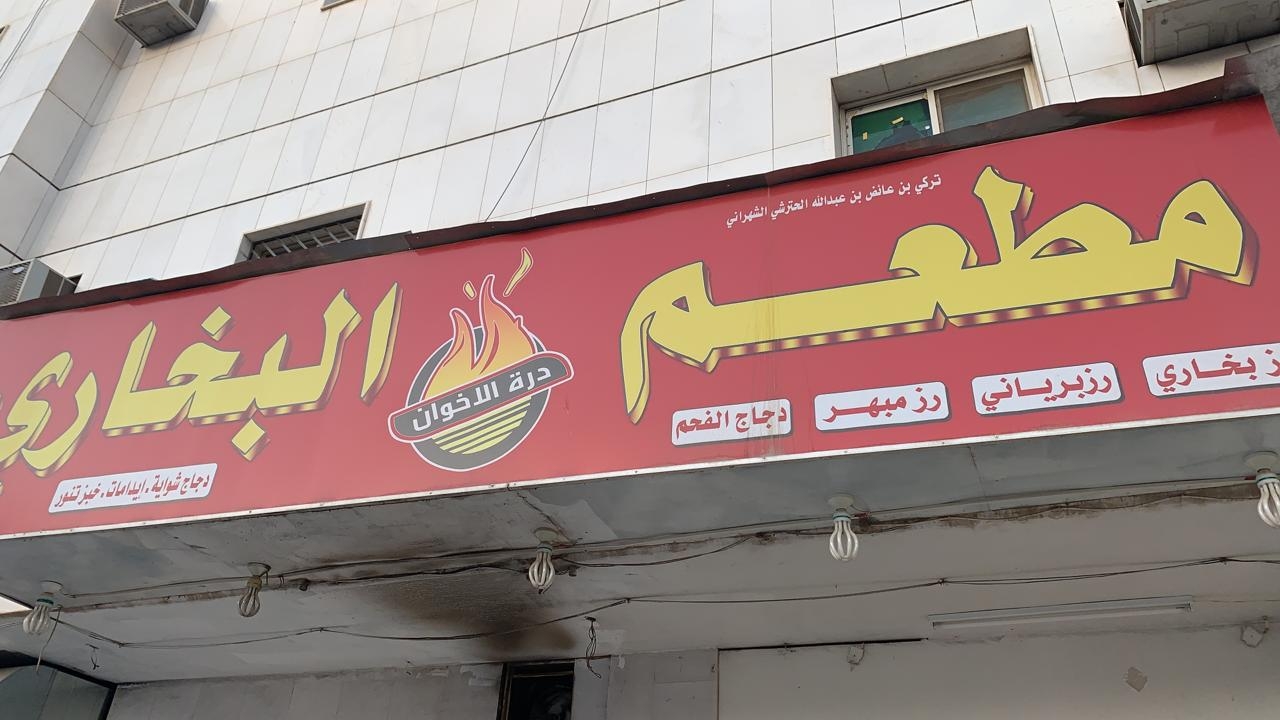 تركي بن عائض بن عبدالله الحترشي الشهراني
مطعم
درة الاخوان
البخاري
ز بخاري
رز برياني
رز مبهر
دجاج الفحم
دجاج شواية ، ايدامات ، خبز تنور